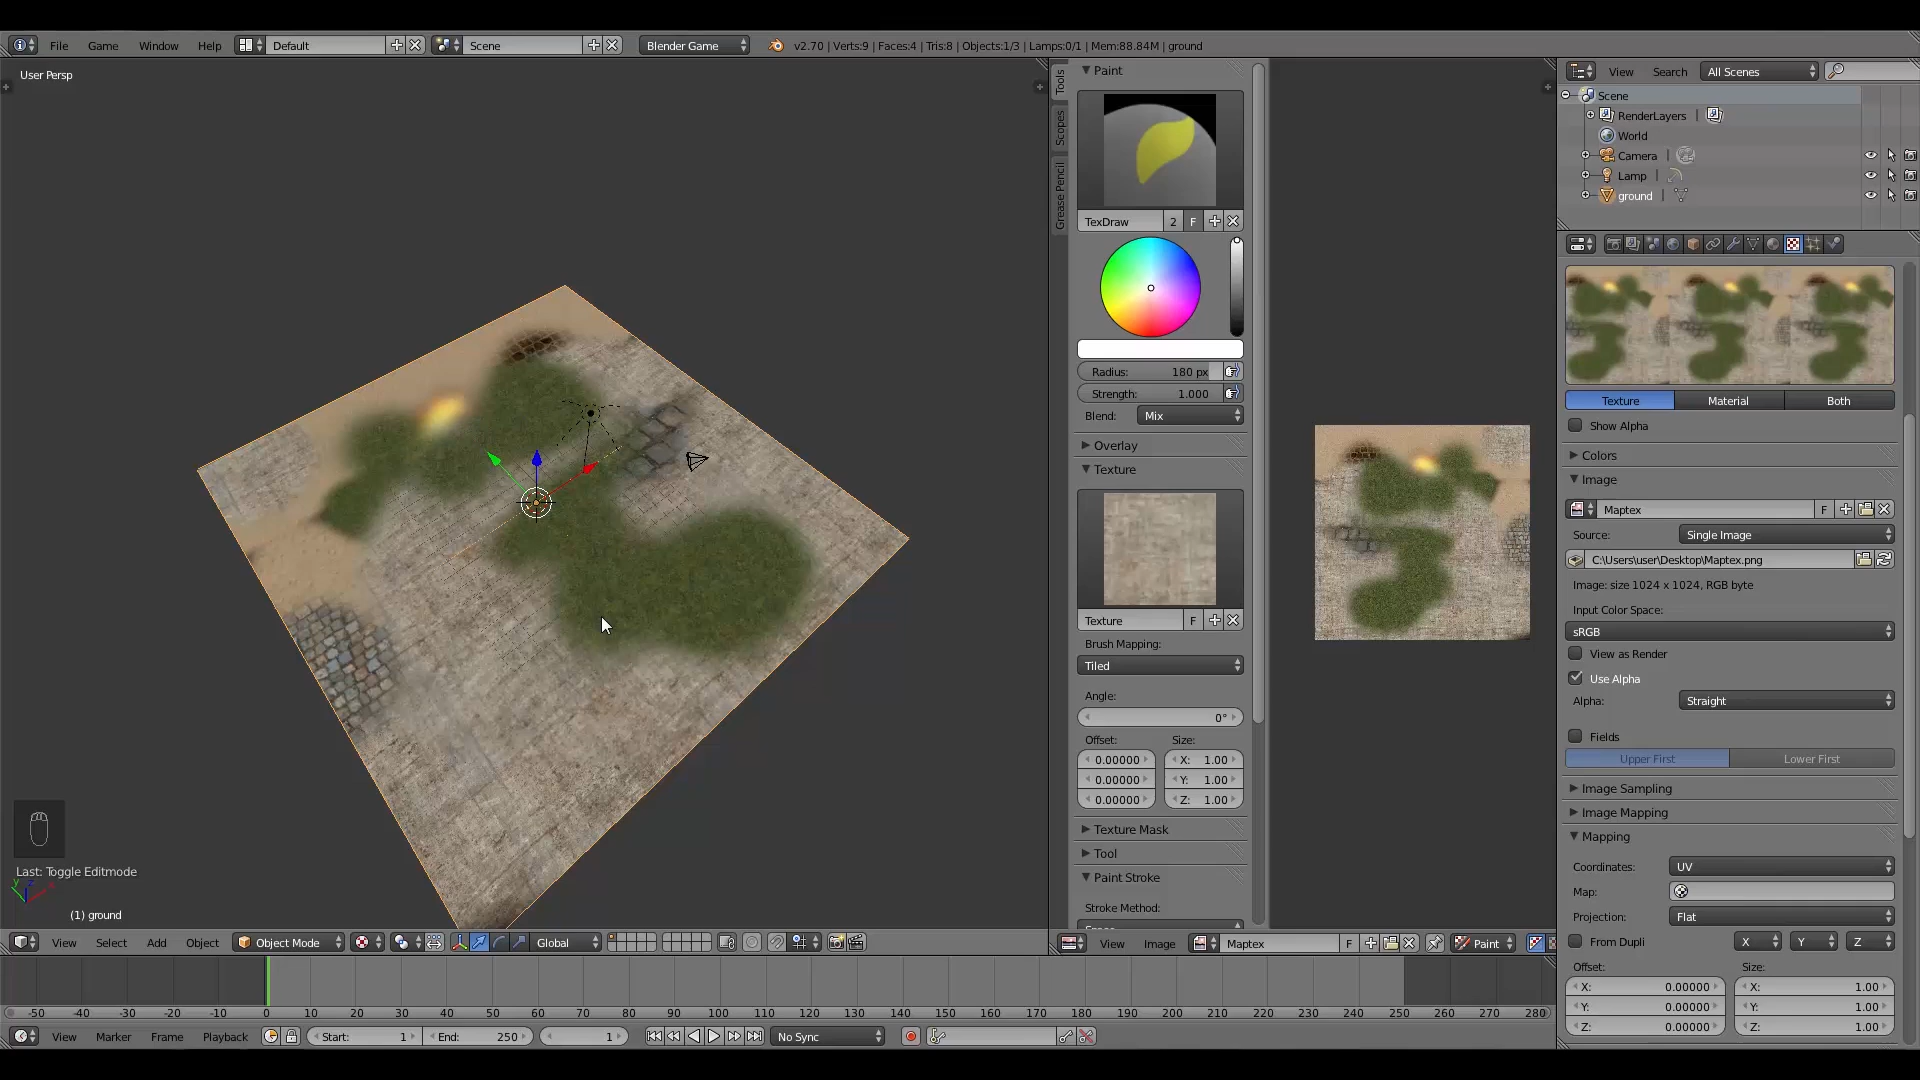 File Game Window Help Default Scene Blender Game v2.70 | Verts:9 | Faces:4 | Tris:8 | Objects:1/3 | Lamps:0/1 | Mem:88.84M | ground
User Persp
Last: Toggle Editmode
(1) ground
View Select Add Object Object Mode Global
Tools
Scopes
Grease Pencil
Paint
TexDraw 2 F
Radius: 180 px
Strength: 1.000
Blend: Mix
Overlay
Texture
Texture F
Brush Mapping:
Tiled
Angle:
0°
Offset: Size:
0.00000 X: 1.00
0.00000 Y: 1.00
0.00000 Z: 1.00
Texture Mask
Tool
Paint Stroke
Stroke Method:
View Image Maptex F Paint
View Search All Scenes
Scene
RenderLayers
World
Camera
Lamp
ground
Texture Material Both
Show Alpha
Colors
Image
Maptex F
Source: Single Image
C:\Users\user\Desktop\Maptex.png
Image: size 1024 x 1024, RGB byte
Input Color Space:
sRGB
View as Render
Use Alpha
Alpha: Straight
Fields
Upper First Lower First
Image Sampling
Image Mapping
Mapping
Coordinates: UV
Map:
Projection: Flat
From Dupli X Y Z
Offset: Size:
X: 0.00000 X: 1.00
Y: 0.00000 Y: 1.00
Z: 0.00000 Z: 1.00
-50 -40 -30 -20 -10 0 10 20 30 40 50 60 70 80 90 100 110 120 130 140 150 160 170 180 190 200 210 220 230 240 250 260 270 280
View Marker Frame Playback Start: 1 End: 250 1 No Sync